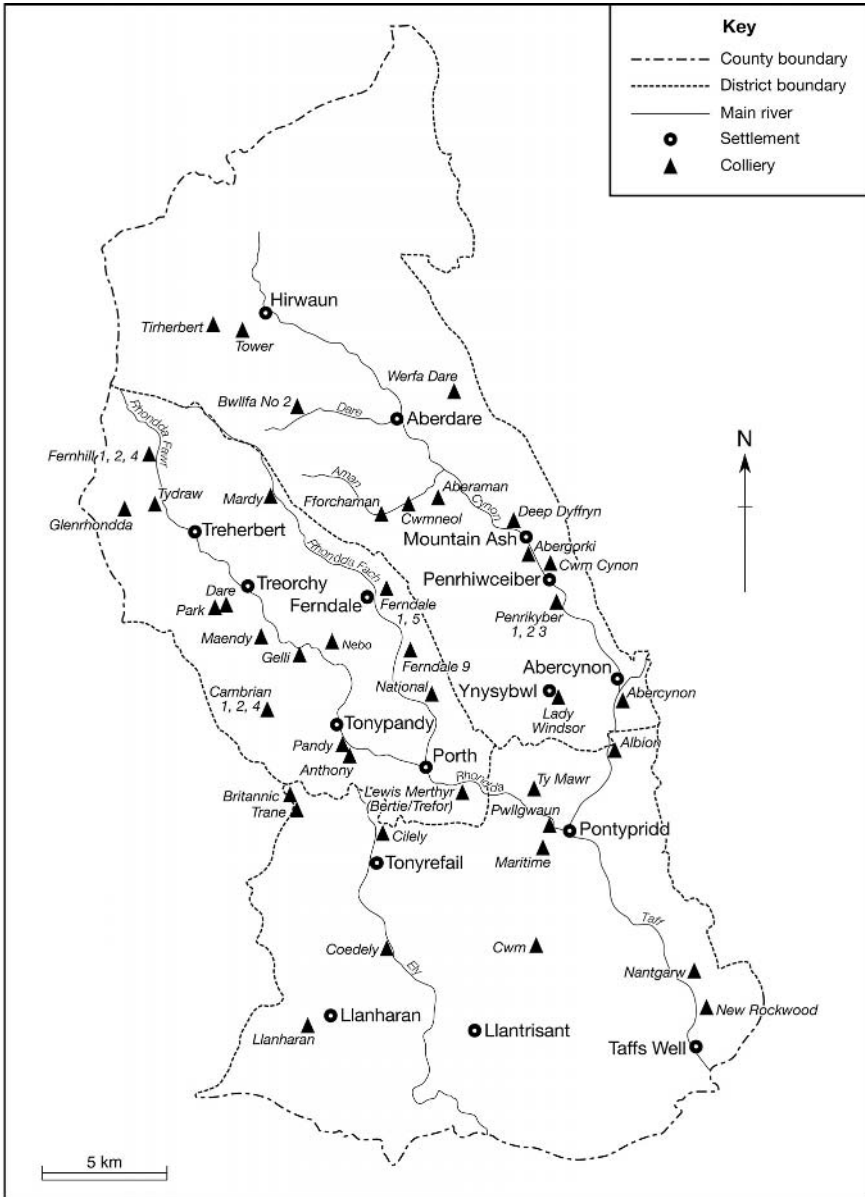 Key
County boundary
District boundary
Main river
Settlement
Colliery
Hirwaun
Tirherbert
Tower
Werfa Dare
Bwllfa No 2
Dare
Aberdare
Rhondda Fawr
Fernhill 1, 2, 4
Mardy
Aman
Aberaman
Cynon
Fforchaman
Cwmneol
Deep Dyffryn
Tydraw
Glenrhondda
Treherbert
Mountain Ash
Abergorki
Cwm Cynon
Rhondda Fach
Penrhiwceiber
Treorchy
Dare
Park
Ferndale
Ferndale
1, 5
Penrikyber
1, 2 3
Maendy
Nebo
Gelli
Ferndale 9
Abercynon
National
Ynysybwl
Abercynon
Lady
Windsor
Cambrian
1, 2, 4
Tonypandy
Pandy
Anthony
Porth
Albion
Rhondda
Ty Mawr
Lewis Merthyr
(Bertie/Trefor)
Britannic
Trane
Pwllgwaun
Pontypridd
Cilely
Maritime
Tonyrefail
Taff
Coedely
Ely
Cwm
Nantgarw
New Rockwood
Llanharan
Llanharan
Llantrisant
Taffs Well
N
5 km